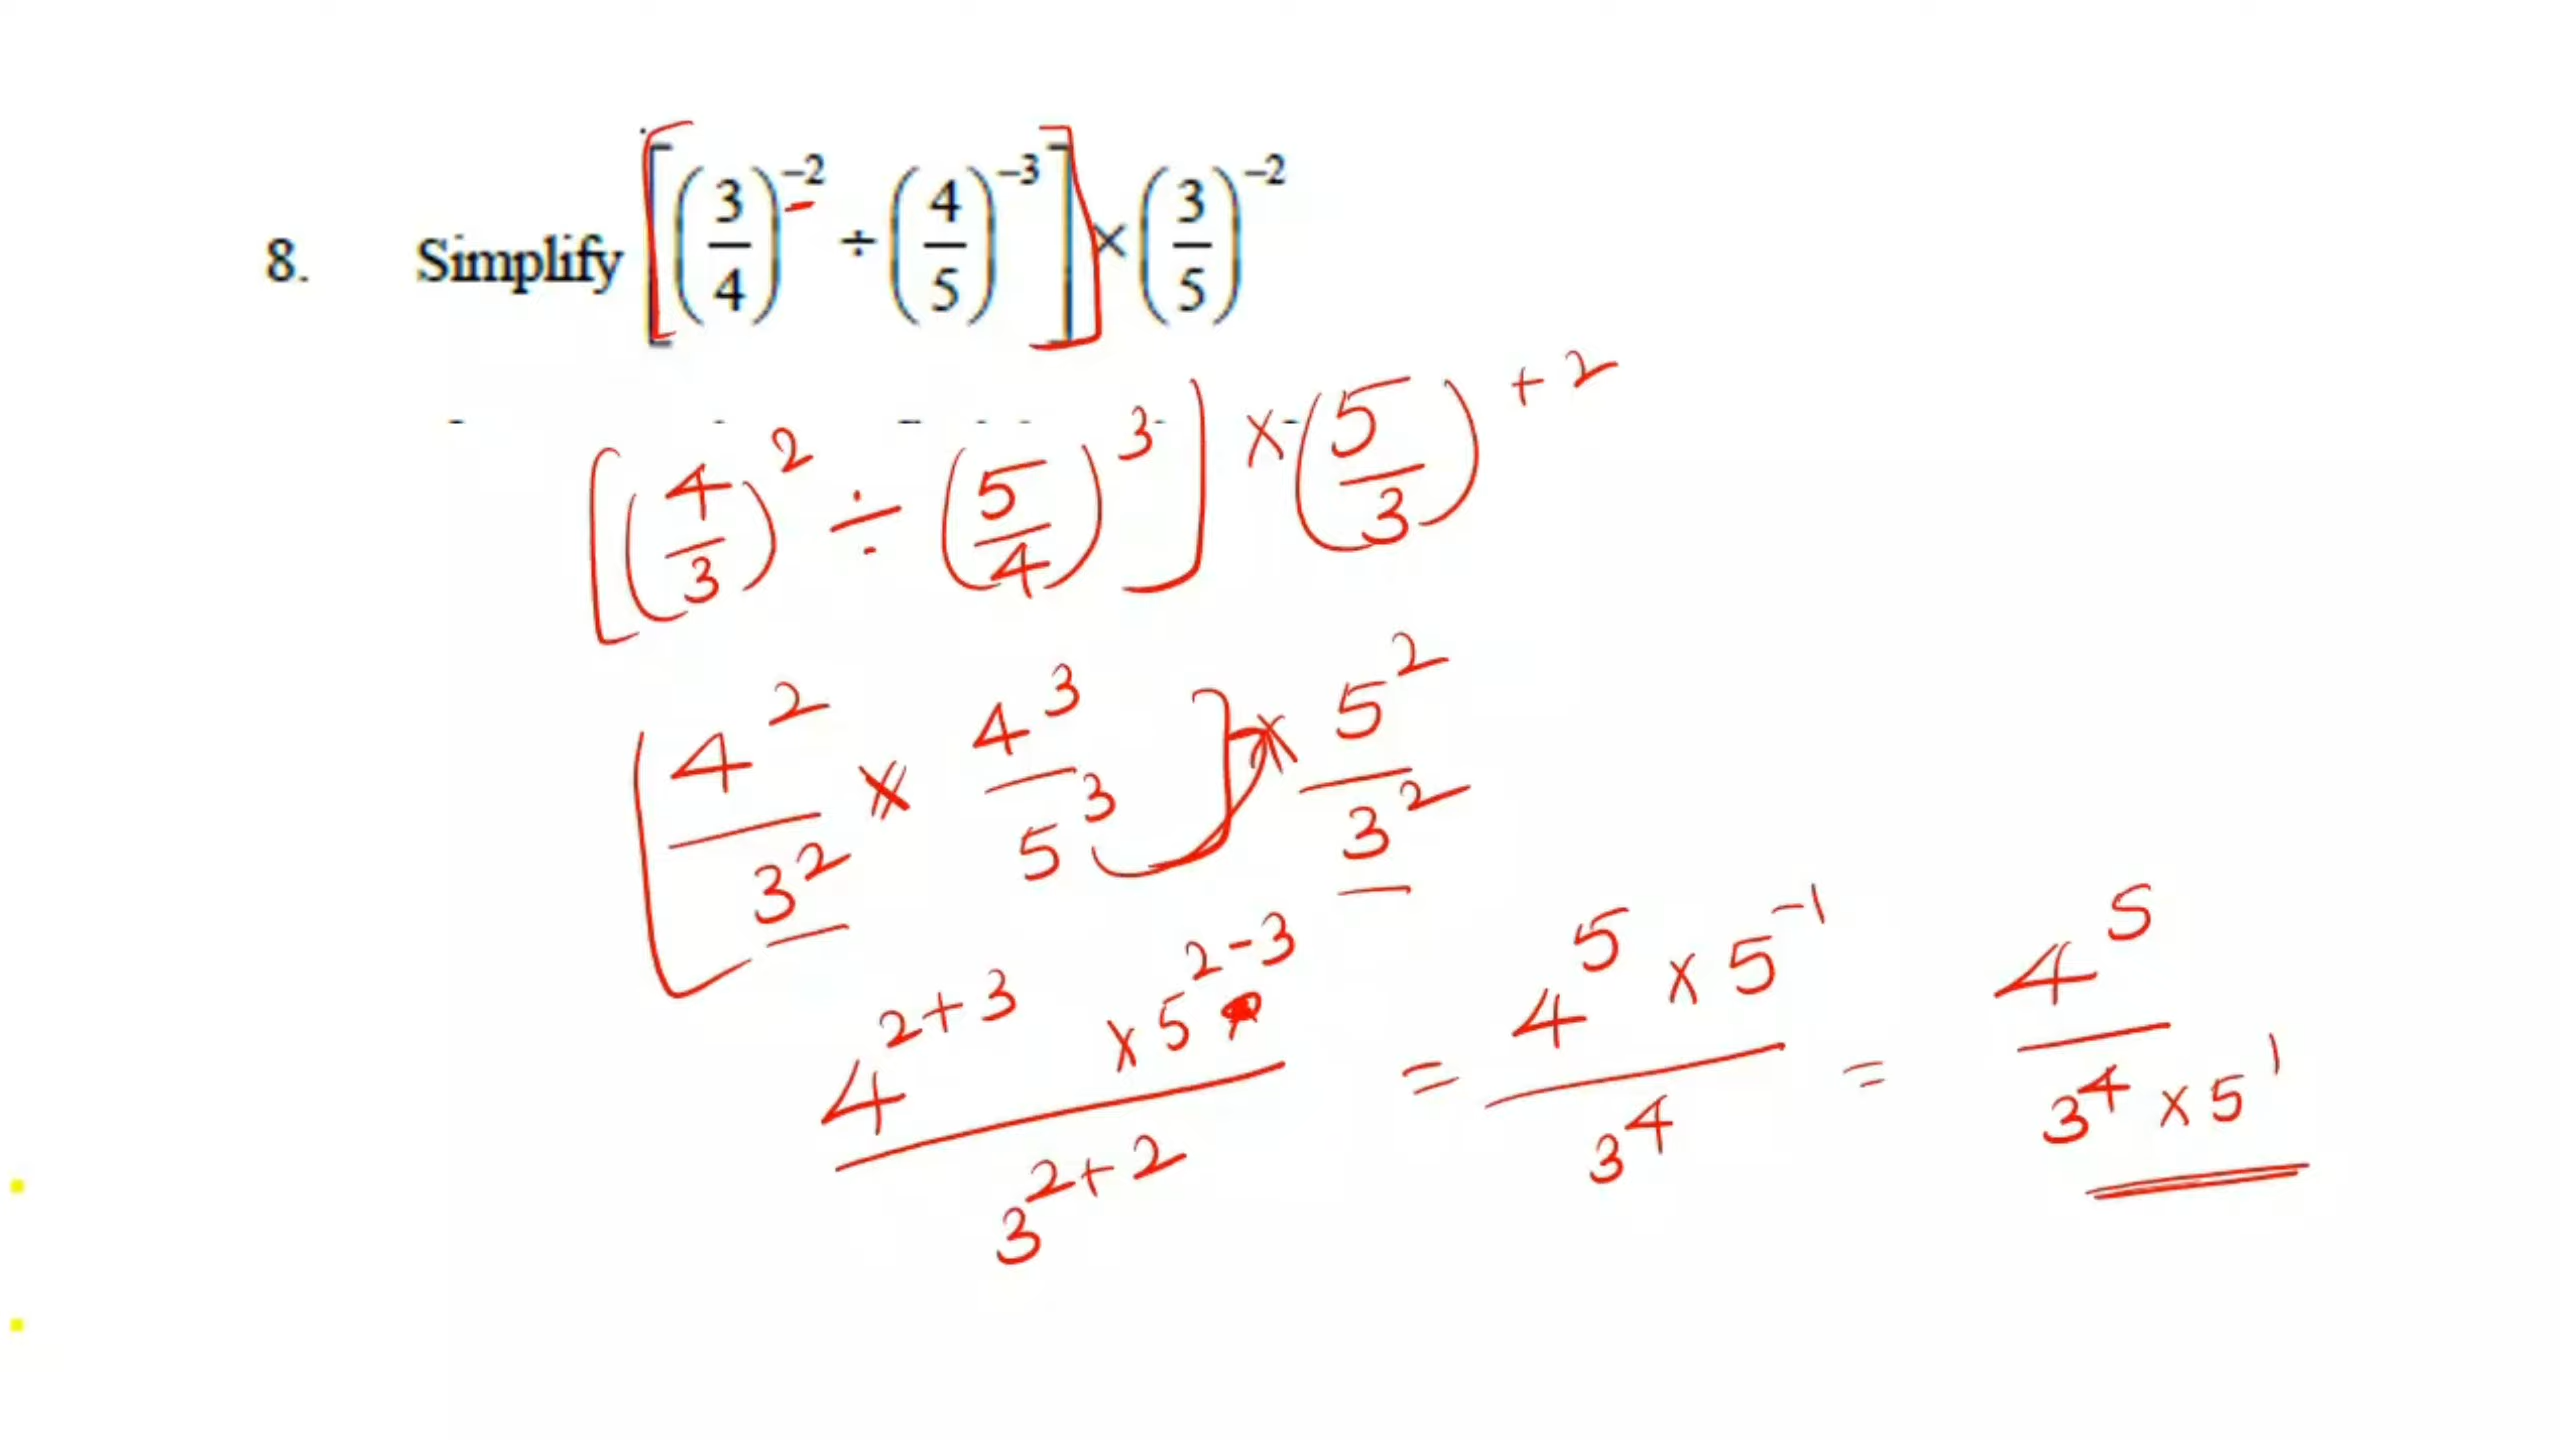 8. Simplify [(3/4)^–2 ÷ (4/5)^–3] × (3/5)^–2
[(4/3)^2 ÷ (5/4)^3] × (5/3)^+2
[4^2/3^2 × 4^3/5^3] × 5^2/3^2
4^2+3 × 5^2-3 / 3^2+2 = 4^5 × 5^-1 / 3^4 = 4^5 / 3^4 × 5^1